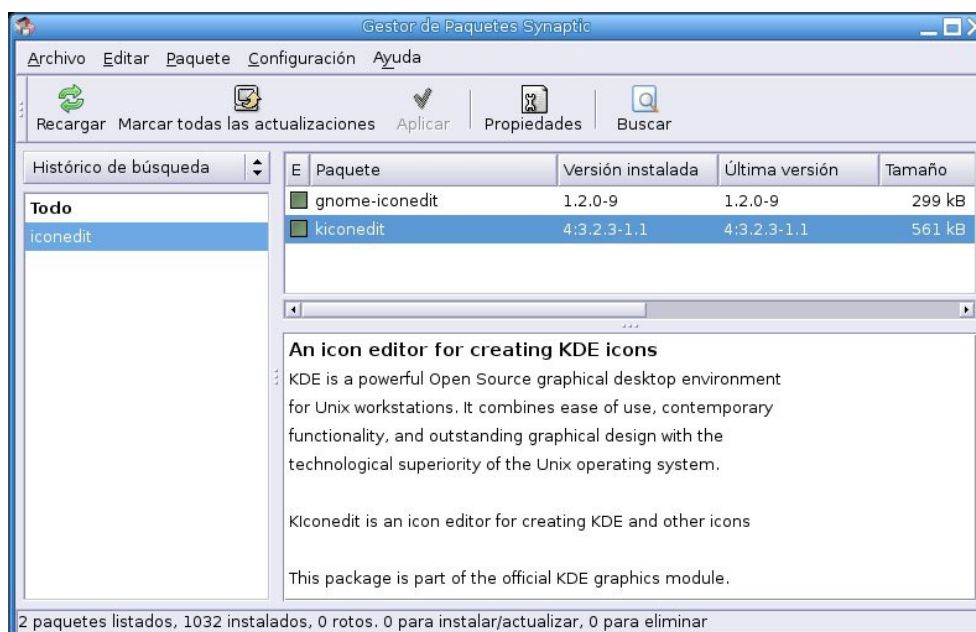 Gestor de Paquetes Synaptic
Archivo Editar Paquete Configuración Ayuda
Recargar Marcar todas las actualizaciones Aplicar Propiedades Buscar
Histórico de búsqueda
Todo
iconedit
E Paquete Versión instalada Última versión Tamaño
gnome-iconedit 1.2.0-9 1.2.0-9 299 kB
kiconedit 4:3.2.3-1.1 4:3.2.3-1.1 561 kB
An icon editor for creating KDE icons
KDE is a powerful Open Source graphical desktop environment
for Unix workstations. It combines ease of use, contemporary
functionality, and outstanding graphical design with the
technological superiority of the Unix operating system.
KIconedit is an icon editor for creating KDE and other icons
This package is part of the official KDE graphics module.
2 paquetes listados, 1032 instalados, 0 rotos. 0 para instalar/actualizar, 0 para eliminar